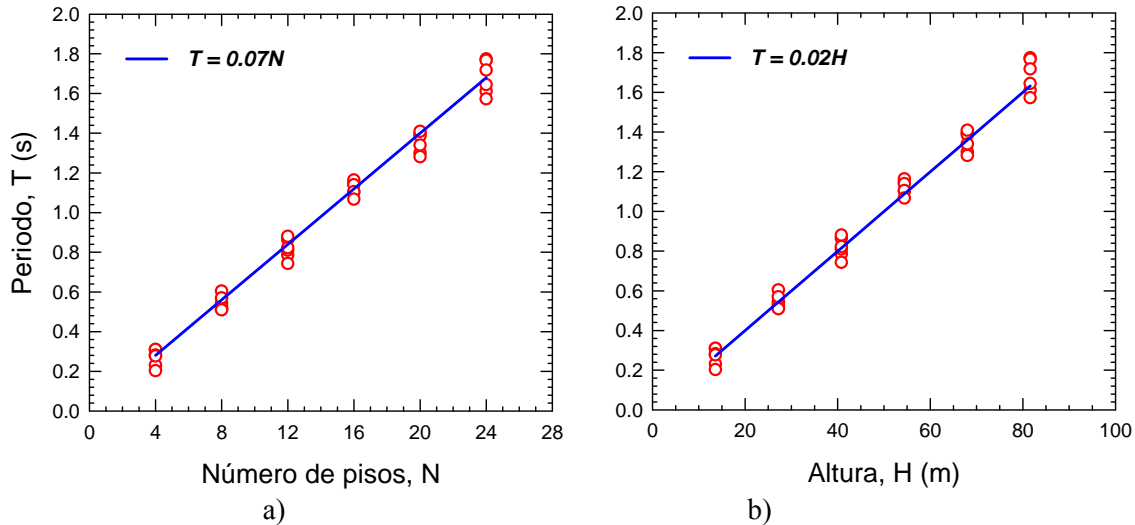 T = 0.07N
Periodo, T (s)
2.0
1.8
1.6
1.4
1.2
1.0
0.8
0.6
0.4
0.2
0.0
0 4 8 12 16 20 24 28
Número de pisos, N
a)
T = 0.02H
2.0
1.8
1.6
1.4
1.2
1.0
0.8
0.6
0.4
0.2
0.0
0 20 40 60 80 100
Altura, H (m)
b)